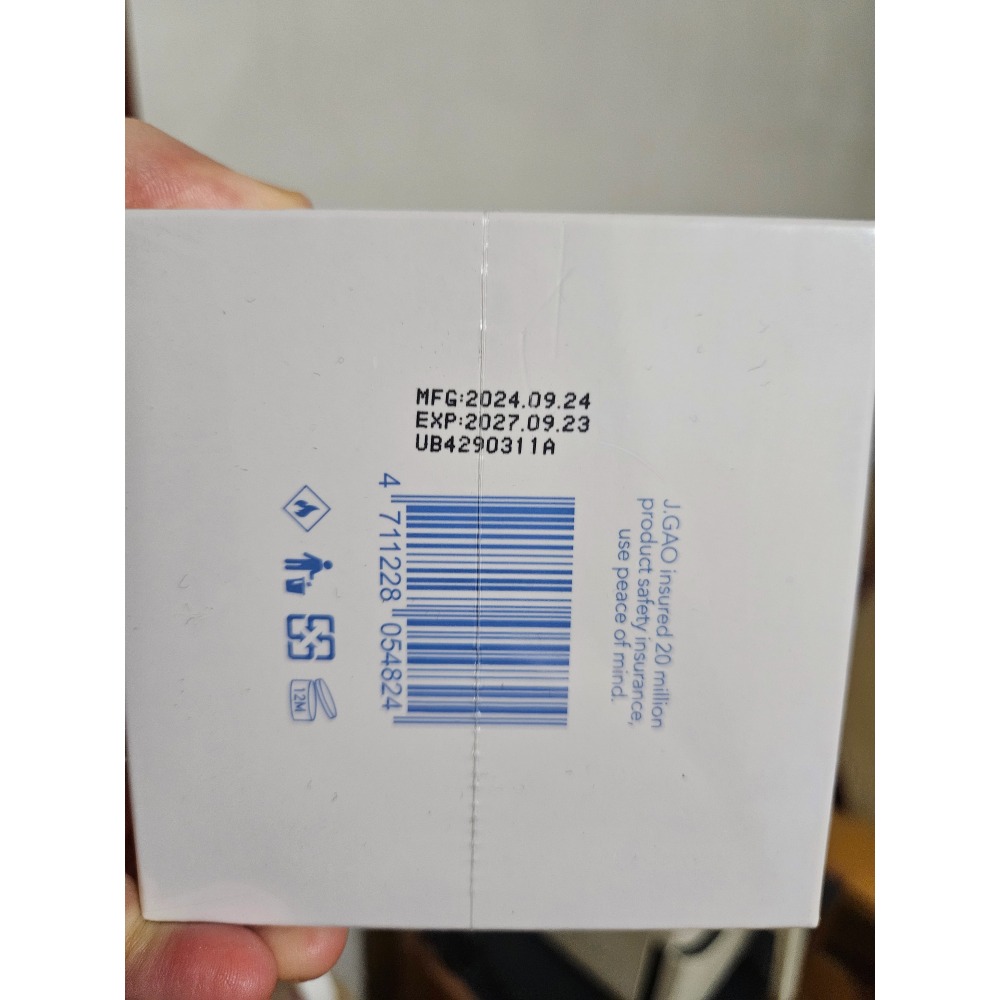 MFG:2024.09.24
EXP:2027.09.23
UB4290311A
4 711228 054824
J.GAO insured 20 million
product safety insurance,
use peace of mind.
12M